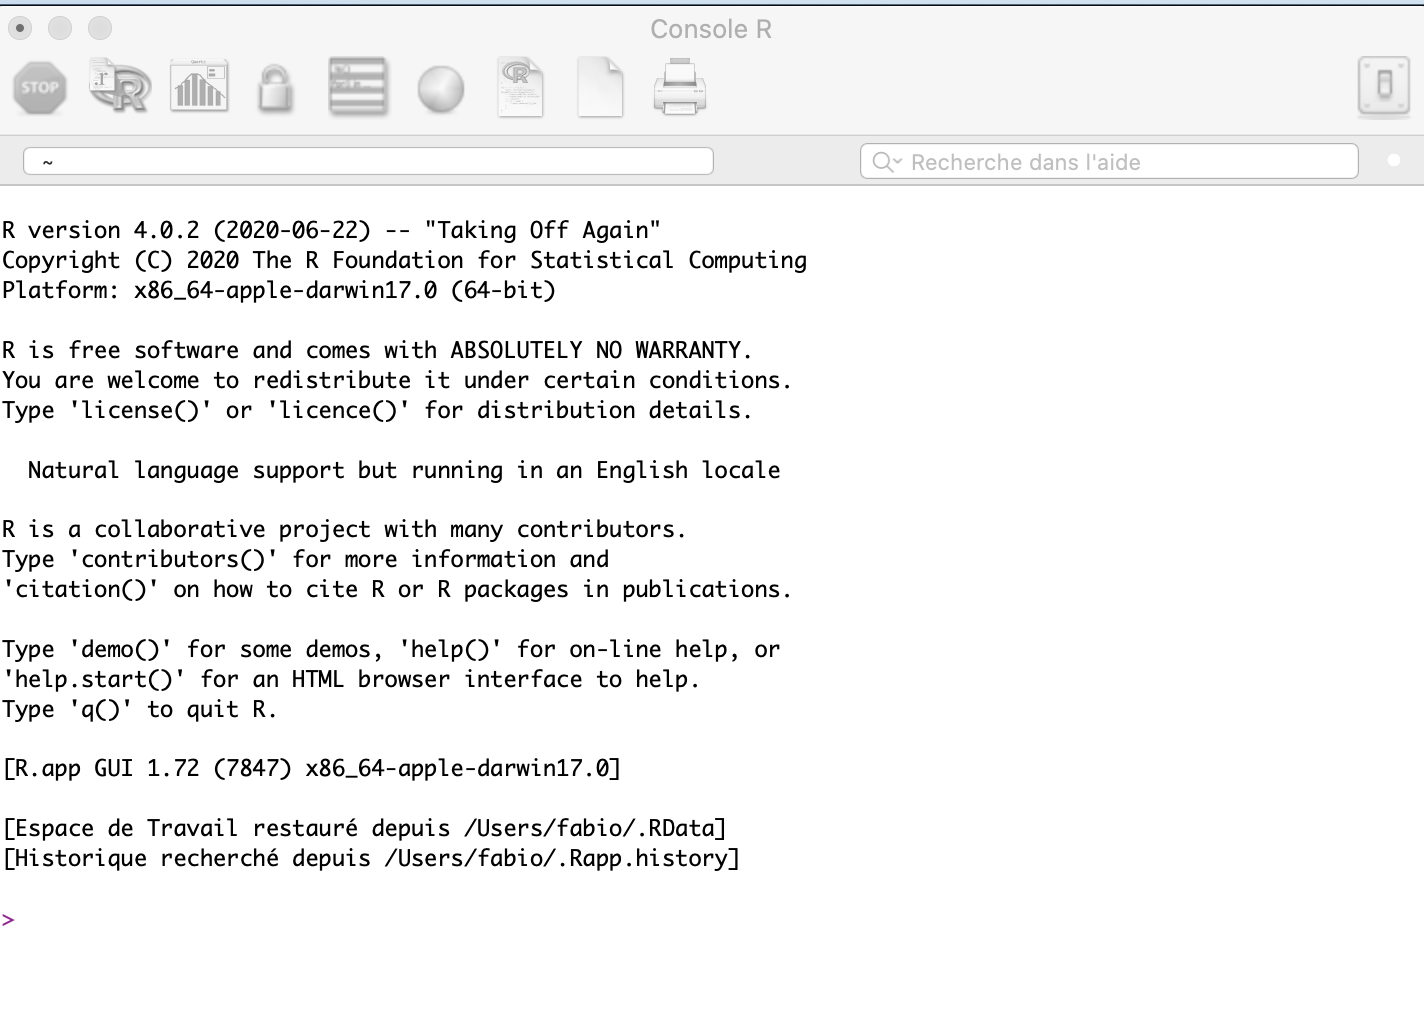 Console R
STOP
~
Recherche dans l'aide
R version 4.0.2 (2020-06-22) -- "Taking Off Again"
Copyright (C) 2020 The R Foundation for Statistical Computing
Platform: x86_64-apple-darwin17.0 (64-bit)
R is free software and comes with ABSOLUTELY NO WARRANTY.
You are welcome to redistribute it under certain conditions.
Type 'license()' or 'licence()' for distribution details.
Natural language support but running in an English locale
R is a collaborative project with many contributors.
Type 'contributors()' for more information and
'citation()' on how to cite R or R packages in publications.
Type 'demo()' for some demos, 'help()' for on-line help, or
'help.start()' for an HTML browser interface to help.
Type 'q()' to quit R.
[R.app GUI 1.72 (7847) x86_64-apple-darwin17.0]
[Espace de Travail restauré depuis /Users/fabio/.RData]
[Historique recherché depuis /Users/fabio/.Rapp.history]
>